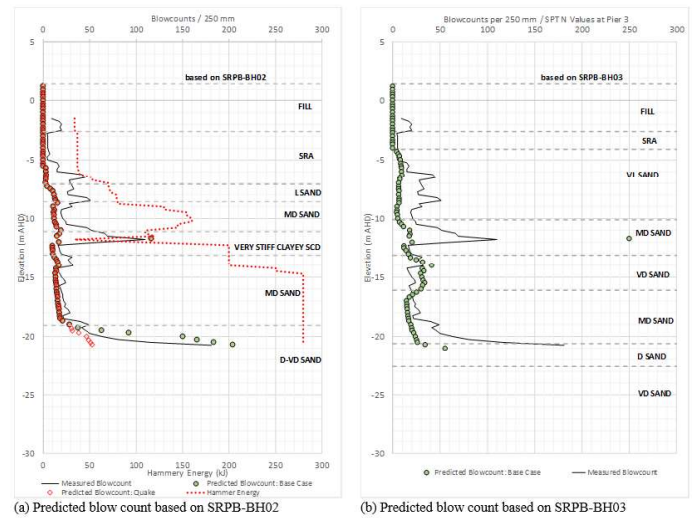 Blowcounts / 250 mm
0 50 100 150 200 250 300
5
0
-5
-10
-15
-20
-25
-30
Elevtion (m AHD)
based on SRPB-BH02
FILL
SRA
L SAND
MD SAND
VERY STIFF CLAYEY SCD
MD SAND
D-VD SAND
0 50 100 150 200 250 300
Hammery Energy (kJ)
Measured Blowcount
Predicted Blowcount: Base Case
Predicted Blowcount: Quake
Hammer Energy
(a) Predicted blow count based on SRPB-BH02
Blowcounts per 250 mm / SPT N Values at Pier 3
0 50 100 150 200 250 300
5
0
-5
-10
-15
-20
-25
-30
Elevtion (m AHD)
based on SRPB-BH03
FILL
SRA
VL SAND
MD SAND
VD SAND
MD SAND
D SAND
VD SAND
Predicted Blowcount: Base Case
Measured Blowcount
(b) Predicted blow count based on SRPB-BH03